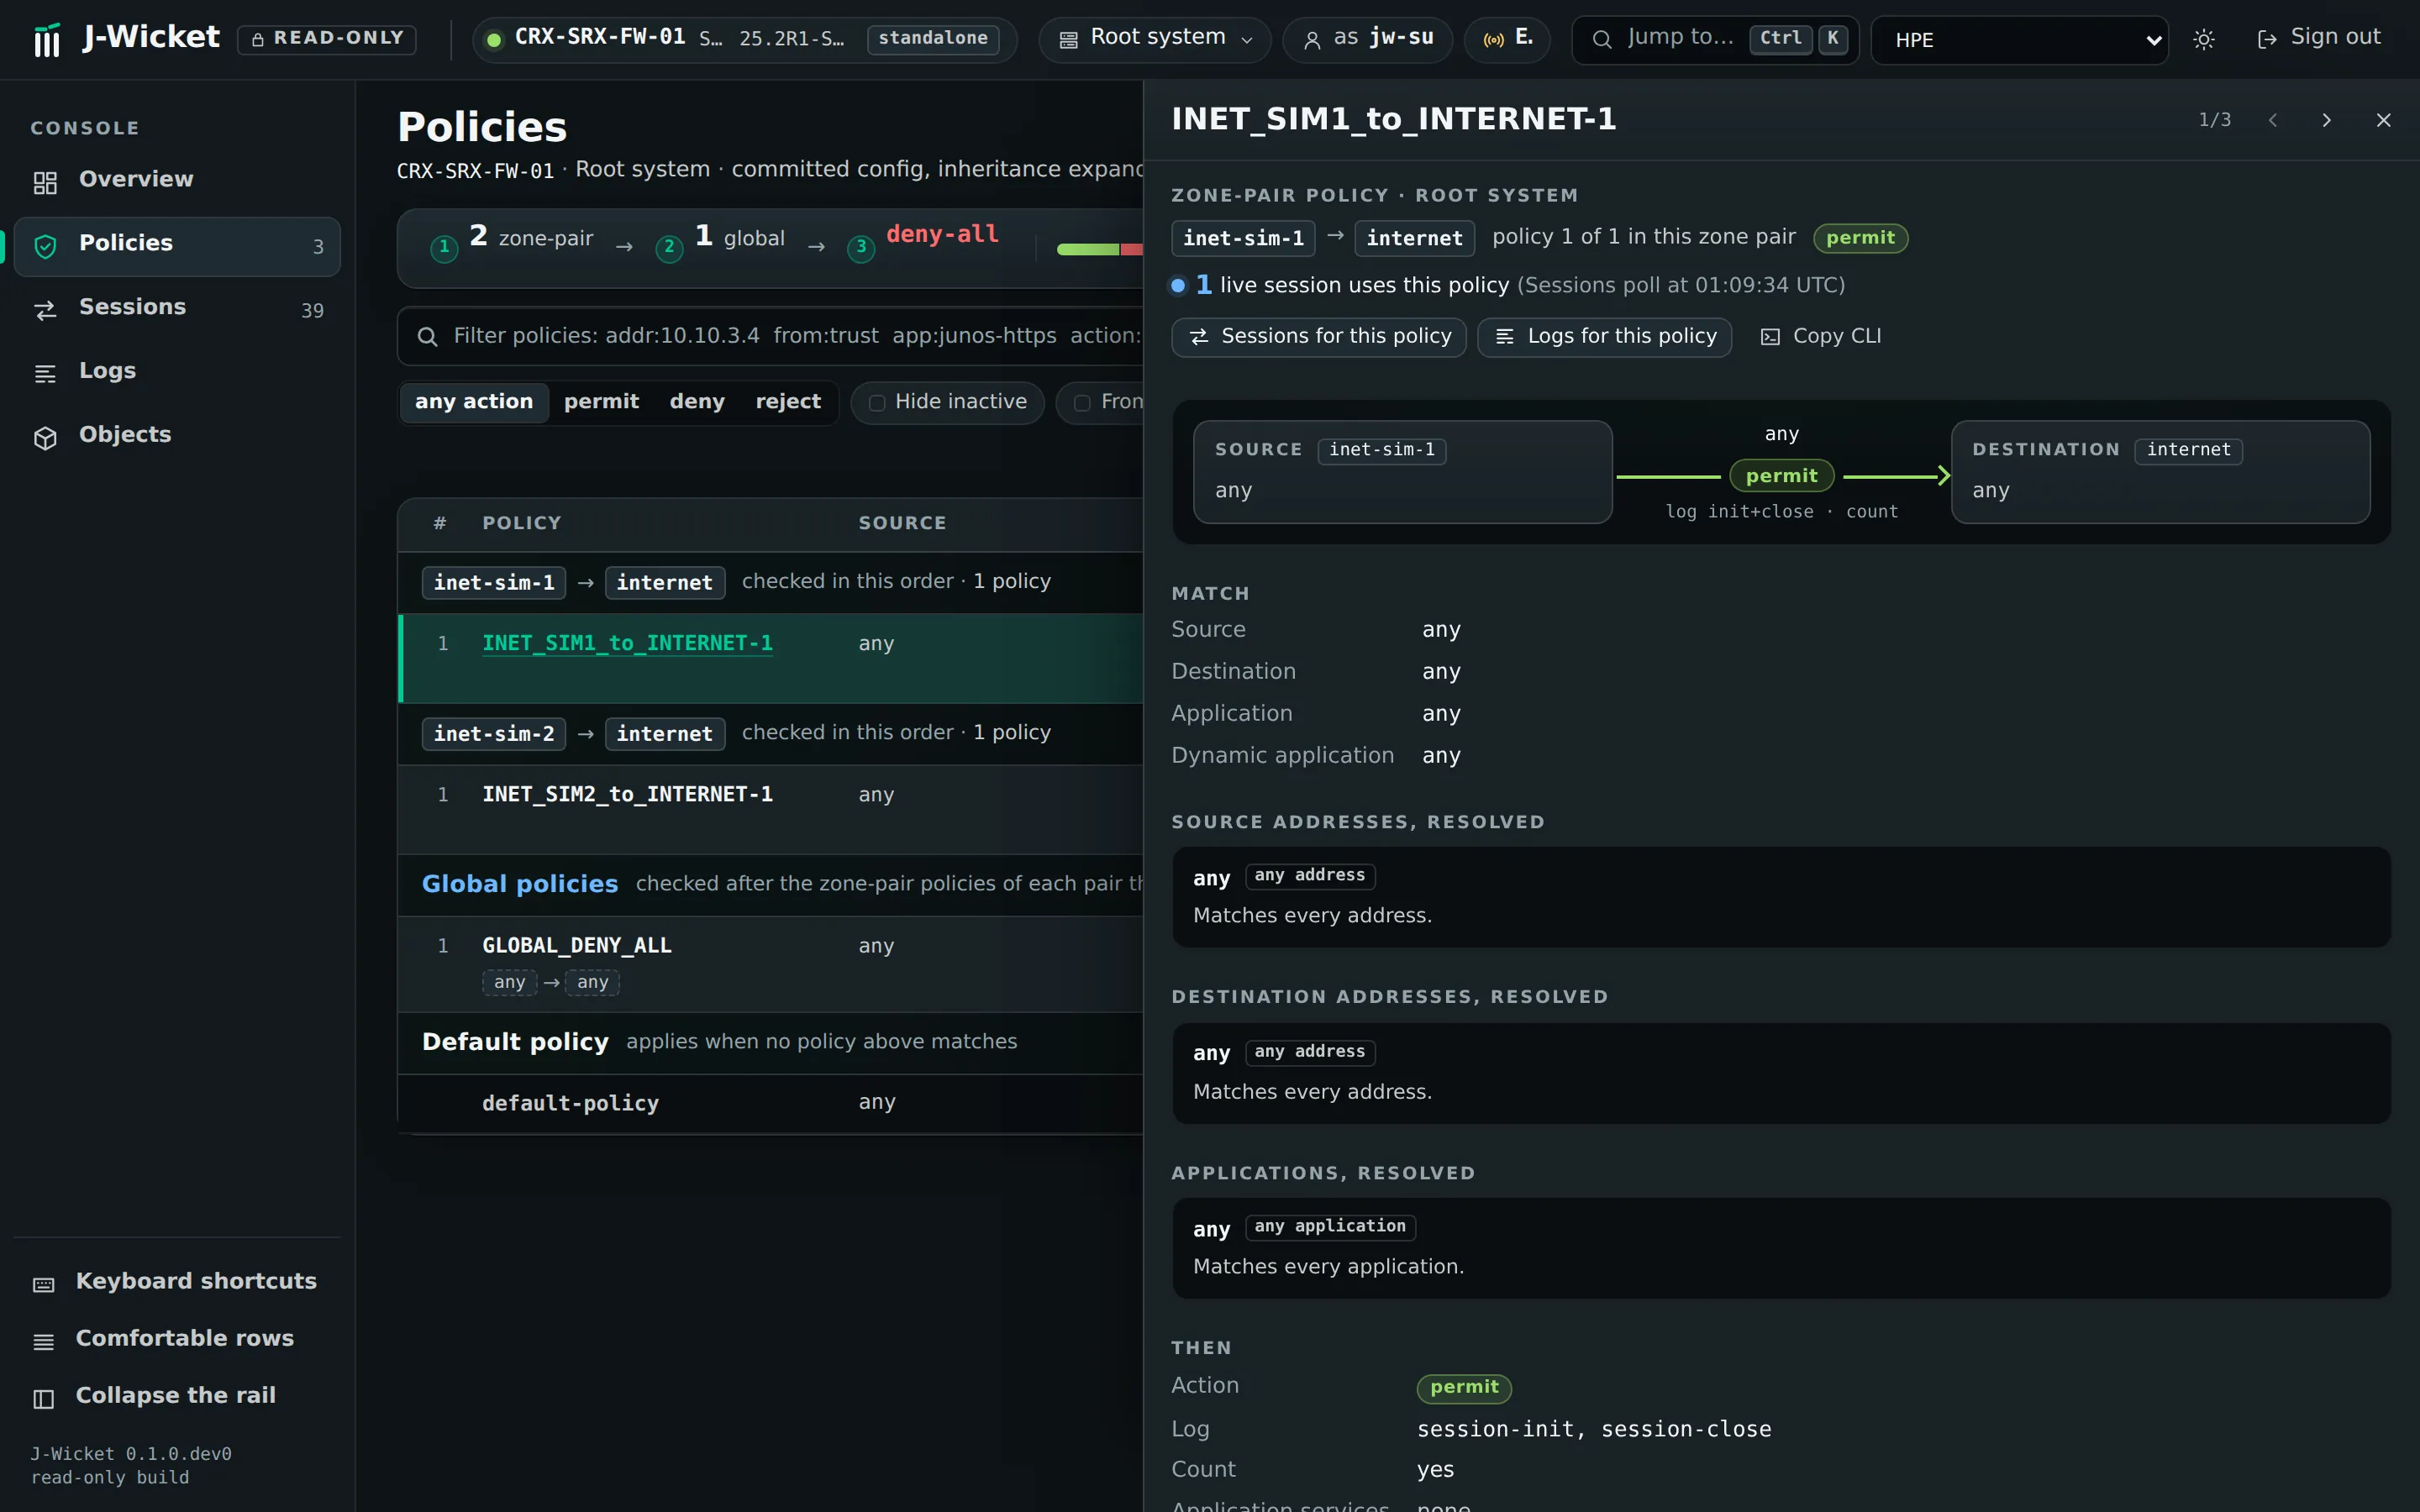 J-Wicket READ-ONLY CRX-SRX-FW-01 S… 25.2R1-S… standalone Root system as jw-su E. Jump to… Ctrl K HPE Sign out
CONSOLE
Overview
Policies 3
Sessions 39
Logs
Objects
Keyboard shortcuts
Comfortable rows
Collapse the rail
J-Wicket 0.1.0.dev0
read-only build
Policies
CRX-SRX-FW-01 · Root system · committed config, inheritance expand
1 2 zone-pair → 2 1 global → 3 deny-all
Filter policies: addr:10.10.3.4 from:trust app:junos-https action:
any action permit deny reject Hide inactive From
# POLICY SOURCE
inet-sim-1 → internet checked in this order · 1 policy
1 INET_SIM1_to_INTERNET-1 any
inet-sim-2 → internet checked in this order · 1 policy
1 INET_SIM2_to_INTERNET-1 any
Global policies checked after the zone-pair policies of each pair th
1 GLOBAL_DENY_ALL any
any → any
Default policy applies when no policy above matches
default-policy any
INET_SIM1_to_INTERNET-1 1/3
ZONE-PAIR POLICY · ROOT SYSTEM
inet-sim-1 → internet policy 1 of 1 in this zone pair permit
1 live session uses this policy (Sessions poll at 01:09:34 UTC)
Sessions for this policy Logs for this policy Copy CLI
SOURCE inet-sim-1
any
any
permit
log init+close · count
DESTINATION internet
any
MATCH
Source any
Destination any
Application any
Dynamic application any
SOURCE ADDRESSES, RESOLVED
any any address
Matches every address.
DESTINATION ADDRESSES, RESOLVED
any any address
Matches every address.
APPLICATIONS, RESOLVED
any any application
Matches every application.
THEN
Action permit
Log session-init, session-close
Count yes
Application services none